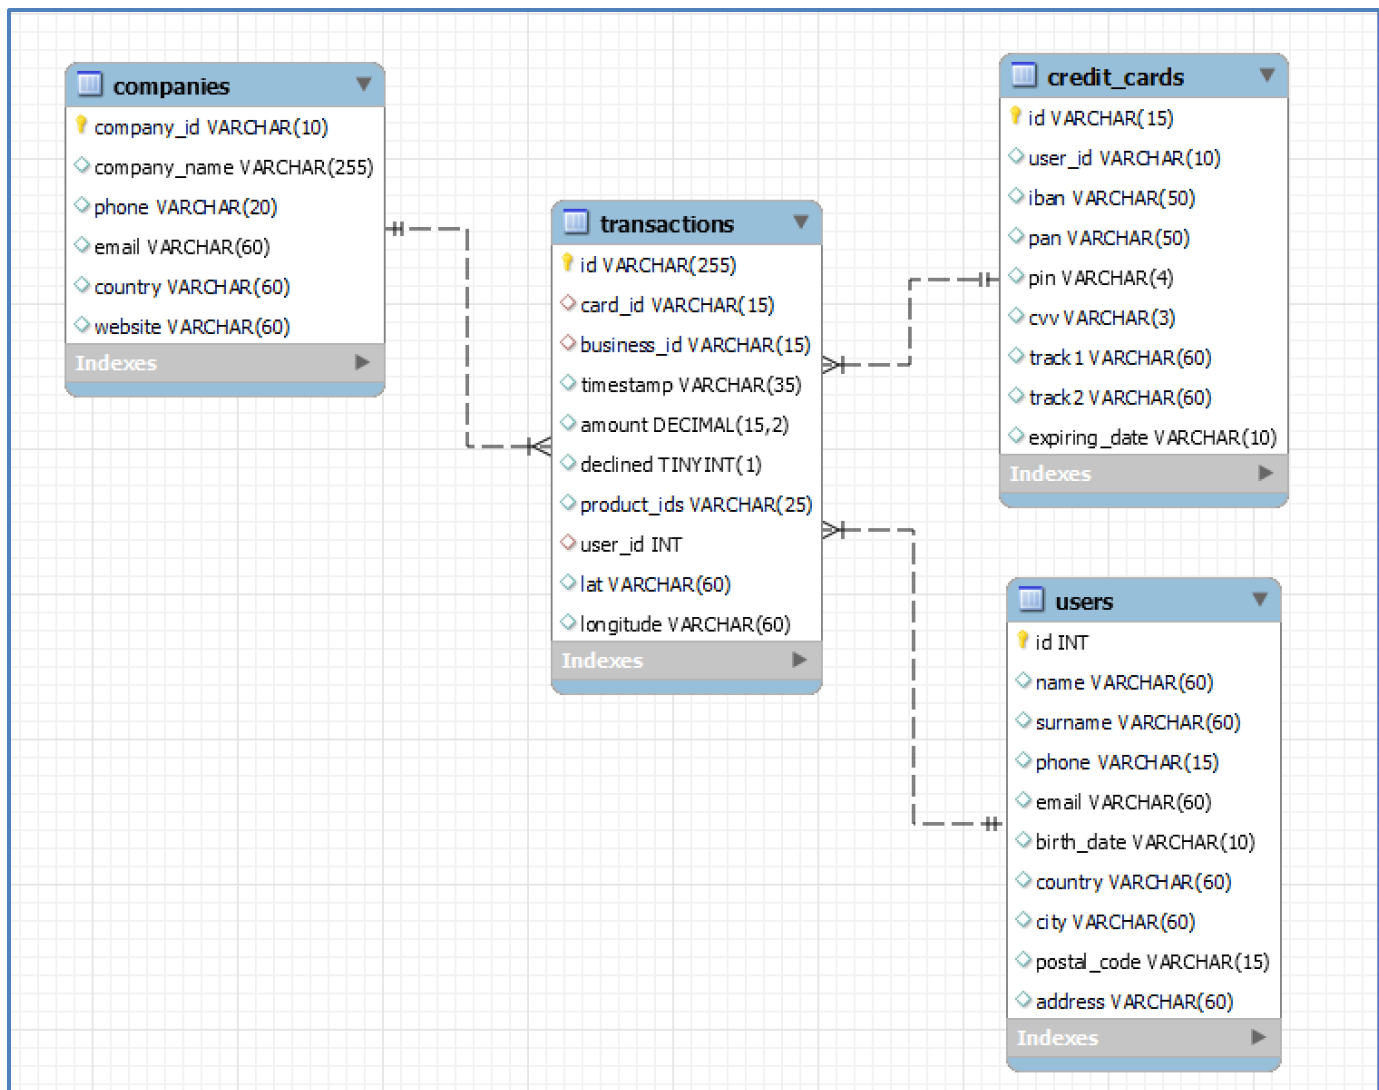 companies
company_id VARCHAR(10)
company_name VARCHAR(255)
phone VARCHAR(20)
email VARCHAR(60)
country VARCHAR(60)
website VARCHAR(60)
Indexes
transactions
id VARCHAR(255)
card_id VARCHAR(15)
business_id VARCHAR(15)
timestamp VARCHAR(35)
amount DECIMAL(15,2)
declined TINYINT(1)
product_ids VARCHAR(25)
user_id INT
lat VARCHAR(60)
longitude VARCHAR(60)
Indexes
credit_cards
id VARCHAR(15)
user_id VARCHAR(10)
iban VARCHAR(50)
pan VARCHAR(50)
pin VARCHAR(4)
cvv VARCHAR(3)
track1 VARCHAR(60)
track2 VARCHAR(60)
expiring_date VARCHAR(10)
Indexes
users
id INT
name VARCHAR(60)
surname VARCHAR(60)
phone VARCHAR(15)
email VARCHAR(60)
birth_date VARCHAR(10)
country VARCHAR(60)
city VARCHAR(60)
postal_code VARCHAR(15)
address VARCHAR(60)
Indexes